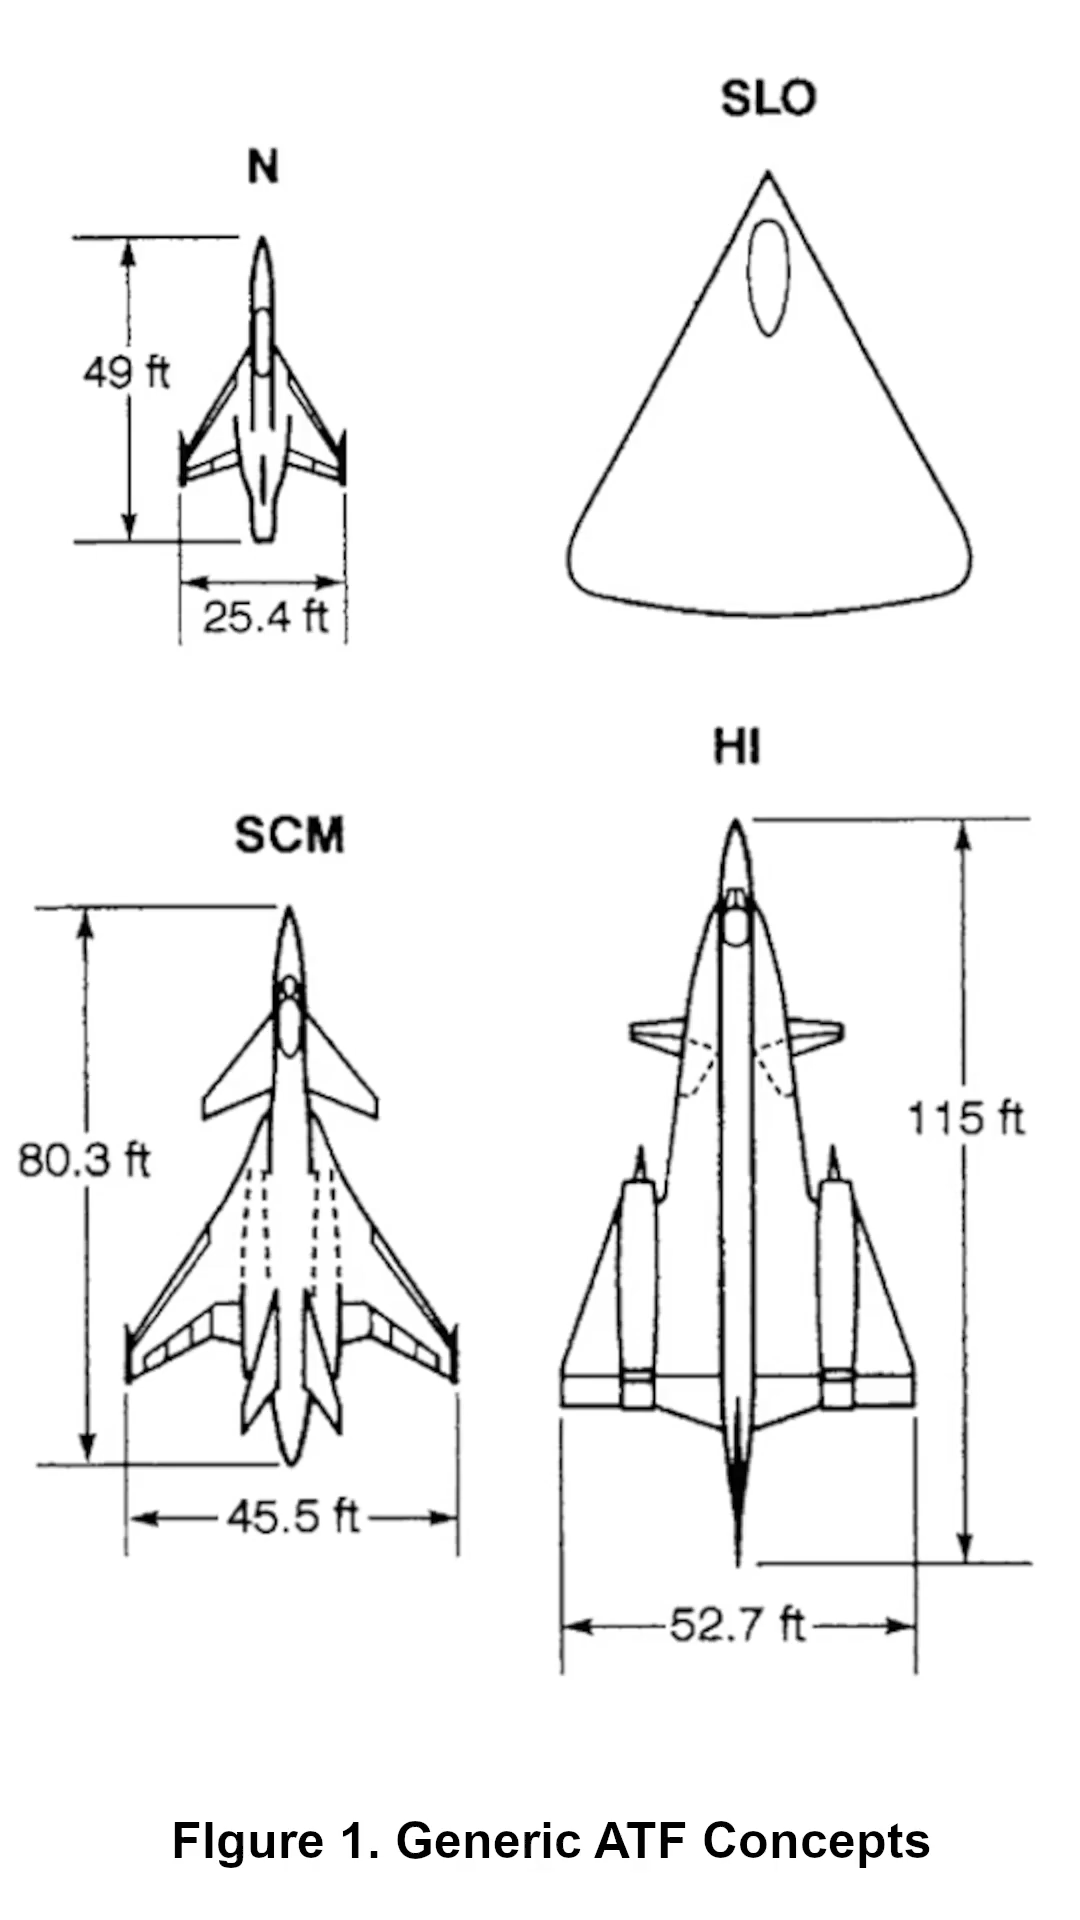 SLO
N
49 ft
25.4 ft
HI
SCM
115 ft
80.3 ft
45.5 ft
52.7 ft
FIgure 1. Generic ATF Concepts